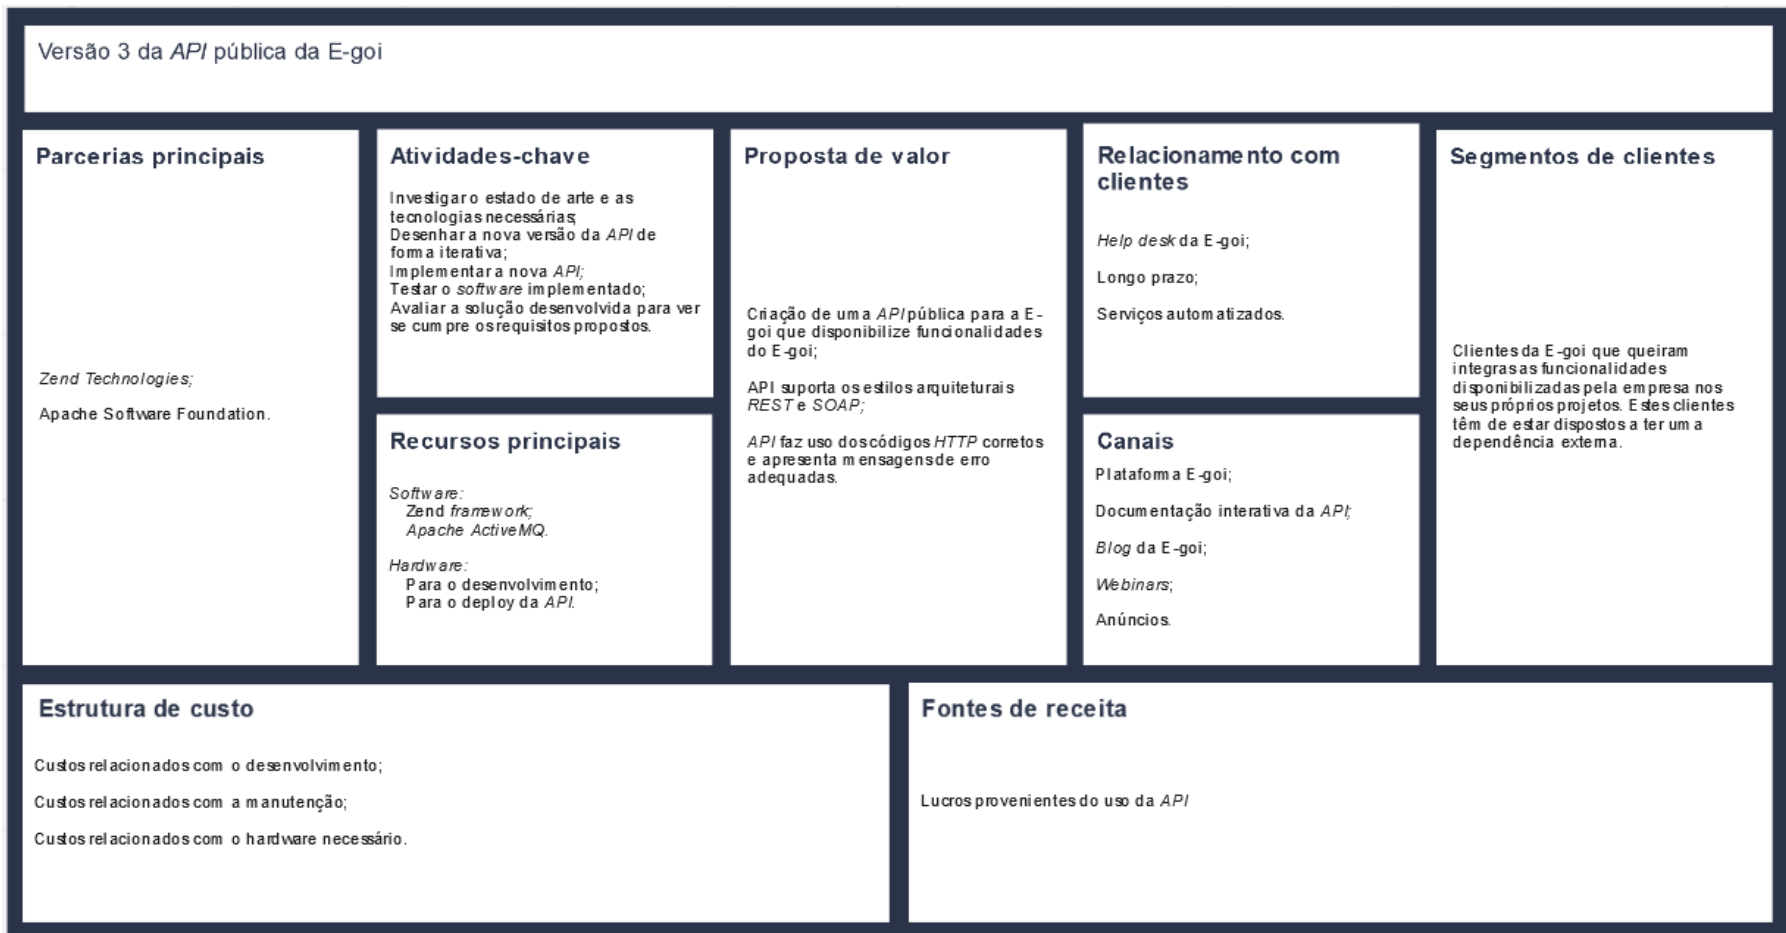 Versão 3 da API pública da E-goi
Parcerias principais
Zend Technologies;
Apache Software Foundation.
Atividades-chave
Investigar o estado de arte e as
tecnologias necessárias;
Desenhar a nova versão da API de
forma iterativa;
Implementar a nova API;
Testar o software implementado;
Avaliar a solução desenvolvida para ver
se cumpre os requisitos propostos.
Recursos principais
Software:
Zend framework;
Apache ActiveMQ.
Hardware:
Para o desenvolvimento;
Para o deploy da API.
Proposta de valor
Criação de uma API pública para a E-
goi que disponibilize funcionalidades
do E-goi;
API suporta os estilos arquiteturais
REST e SOAP;
API faz uso dos códigos HTTP corretos
e apresenta mensagens de erro
adequadas.
Relacionamento com
clientes
Help desk da E-goi;
Longo prazo;
Serviços automatizados.
Canais
Plataforma E-goi;
Documentação interativa da API;
Blog da E-goi;
Webinars;
Anúncios.
Segmentos de clientes
Clientes da E-goi que queiram
integras as funcionalidades
disponibilizadas pela empresa nos
seus próprios projetos. Estes clientes
têm de estar dispostos a ter uma
dependência externa.
Estrutura de custo
Custos relacionados com o desenvolvimento;
Custos relacionados com a manutenção;
Custos relacionados com o hardware necessário.
Fontes de receita
Lucros provenientes do uso da API